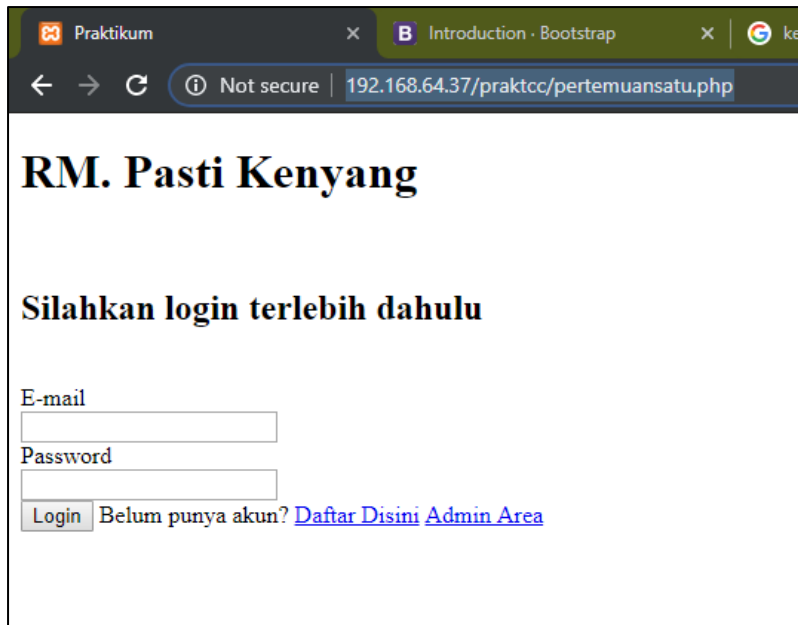 Praktikum
Introduction · Bootstrap
Not secure | 192.168.64.37/praktcc/pertemuansatu.php
RM. Pasti Kenyang
Silahkan login terlebih dahulu
E-mail
Password
Login Belum punya akun? Daftar Disini Admin Area